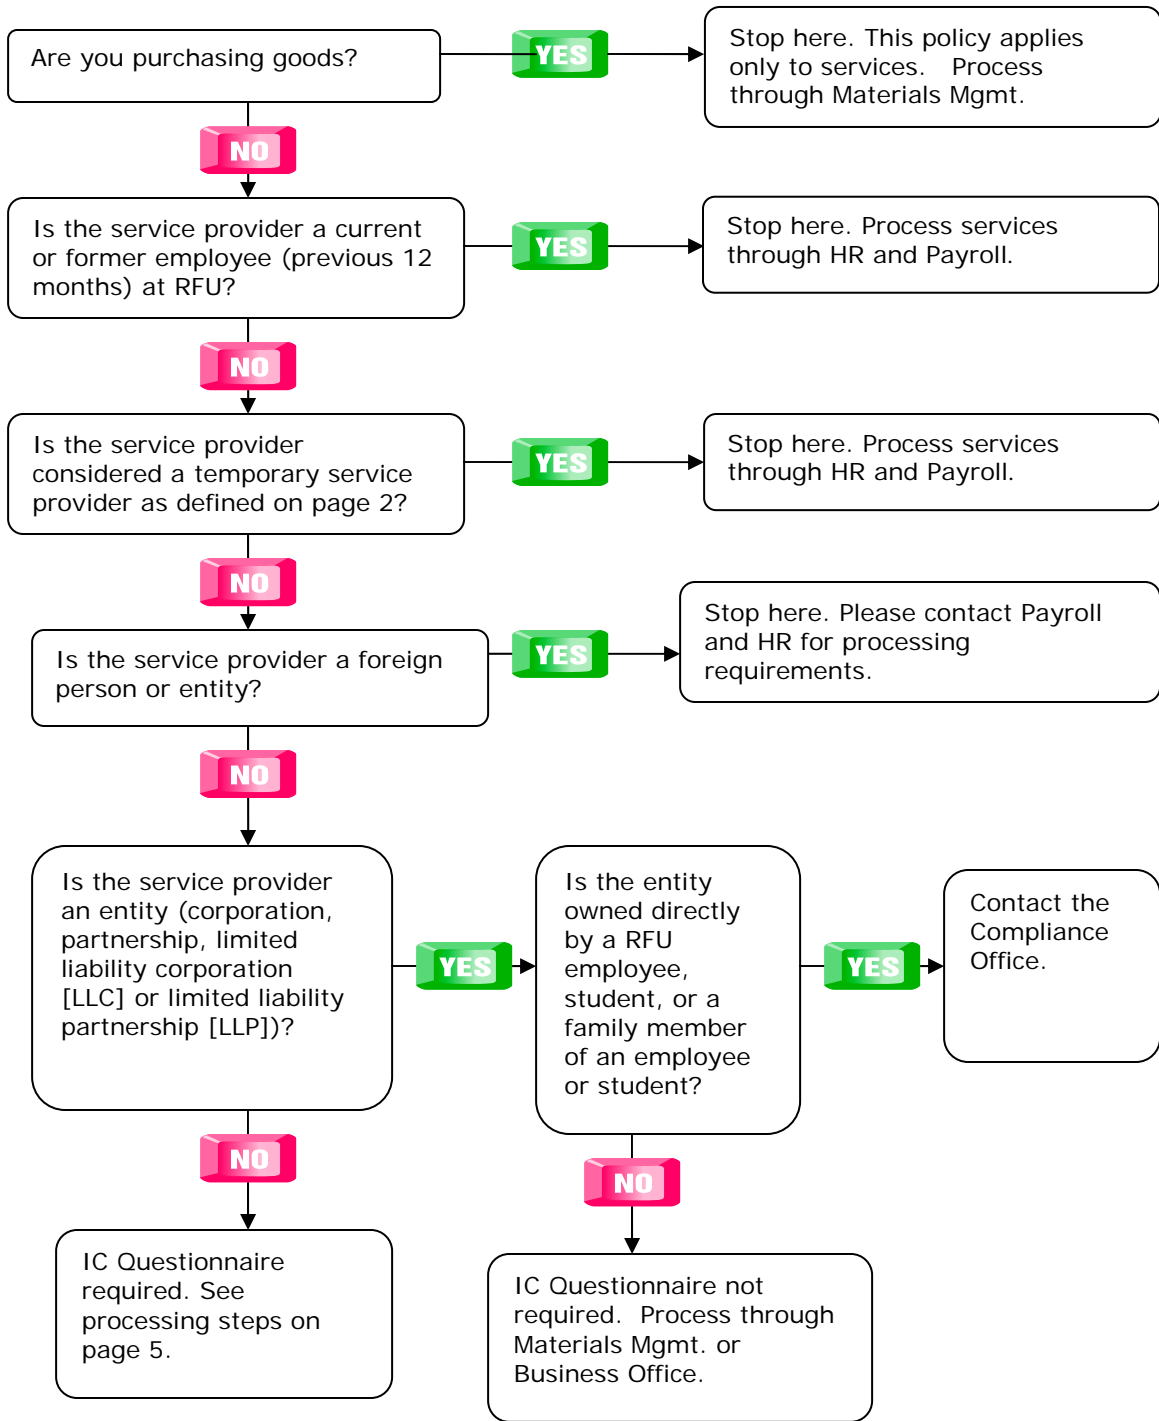 Are you purchasing goods?
YES
Stop here. This policy applies
only to services. Process
through Materials Mgmt.
NO
Is the service provider a current
or former employee (previous 12
months) at RFU?
YES
Stop here. Process services
through HR and Payroll.
NO
Is the service provider
considered a temporary service
provider as defined on page 2?
YES
Stop here. Process services
through HR and Payroll.
NO
Is the service provider a foreign
person or entity?
YES
Stop here. Please contact Payroll
and HR for processing
requirements.
NO
Is the service provider
an entity (corporation,
partnership, limited
liability corporation
[LLC] or limited liability
partnership [LLP])?
YES
Is the entity
owned directly
by a RFU
employee,
student, or a
family member
of an employee
or student?
YES
Contact the
Compliance
Office.
NO
IC Questionnaire
required. See
processing steps on
page 5.
NO
IC Questionnaire not
required. Process through
Materials Mgmt. or
Business Office.